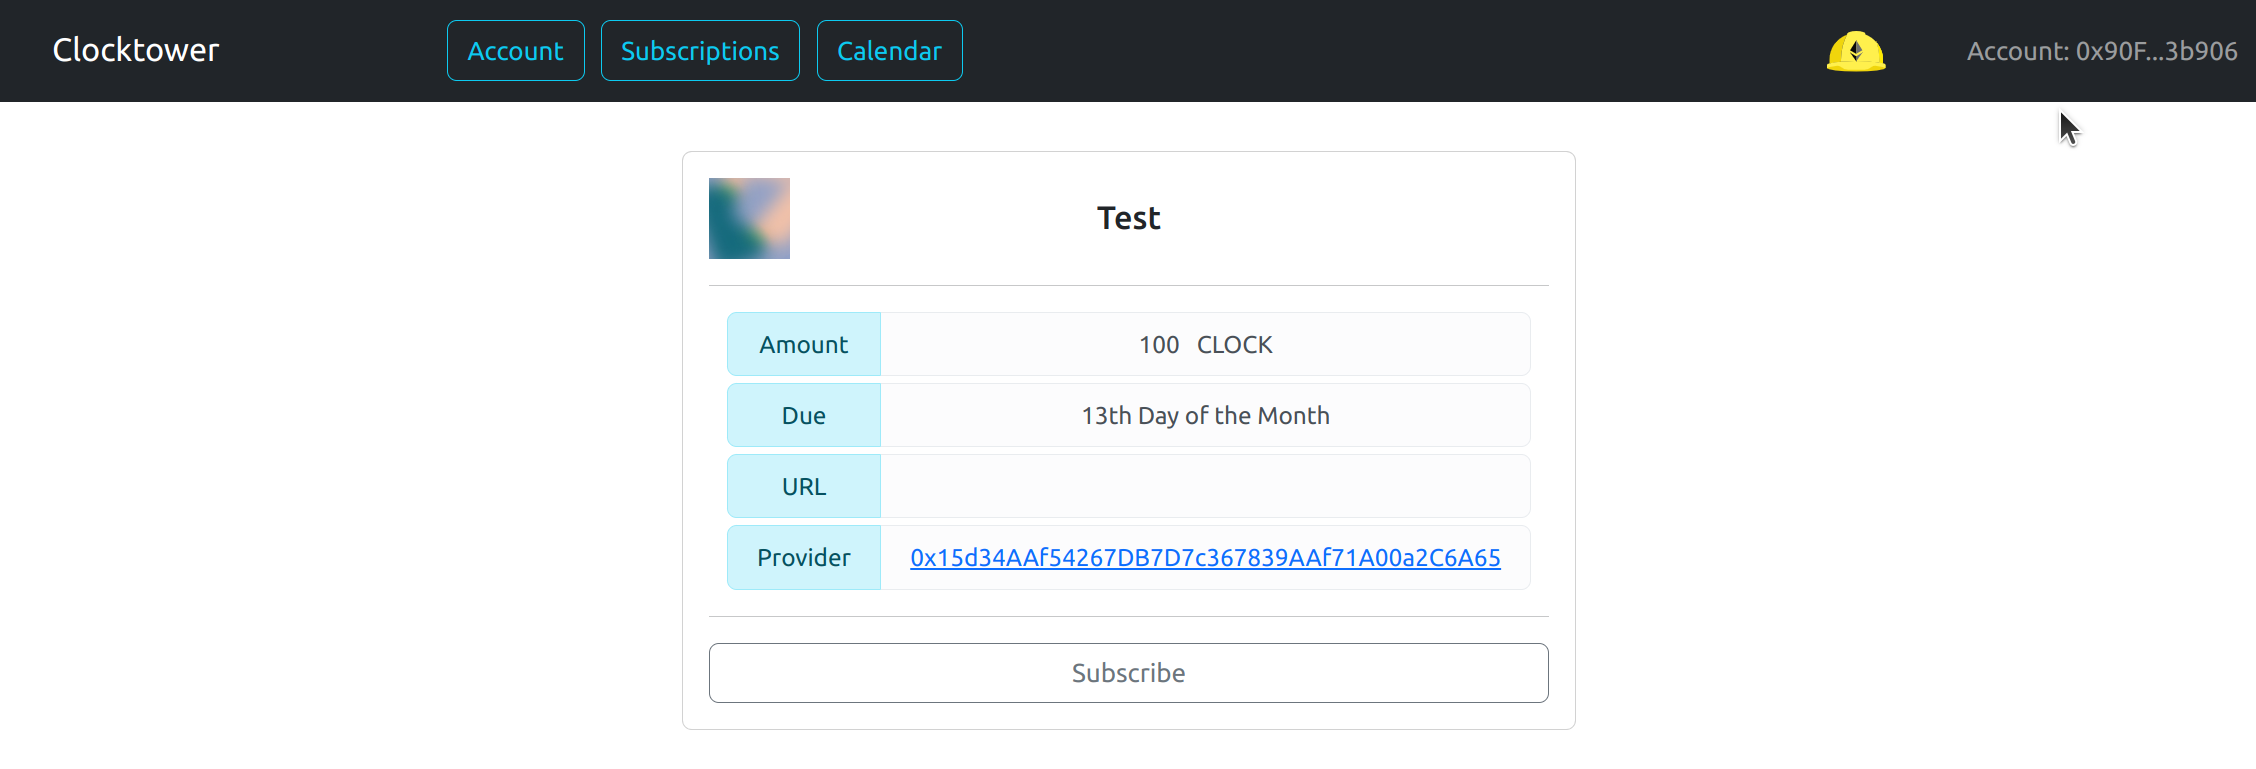 Clocktower
Account
Subscriptions
Calendar
Account: 0x90F...3b906
Test
Amount
100 CLOCK
Due
13th Day of the Month
URL
Provider
0x15d34AAf54267DB7D7c367839AAf71A00a2C6A65
Subscribe